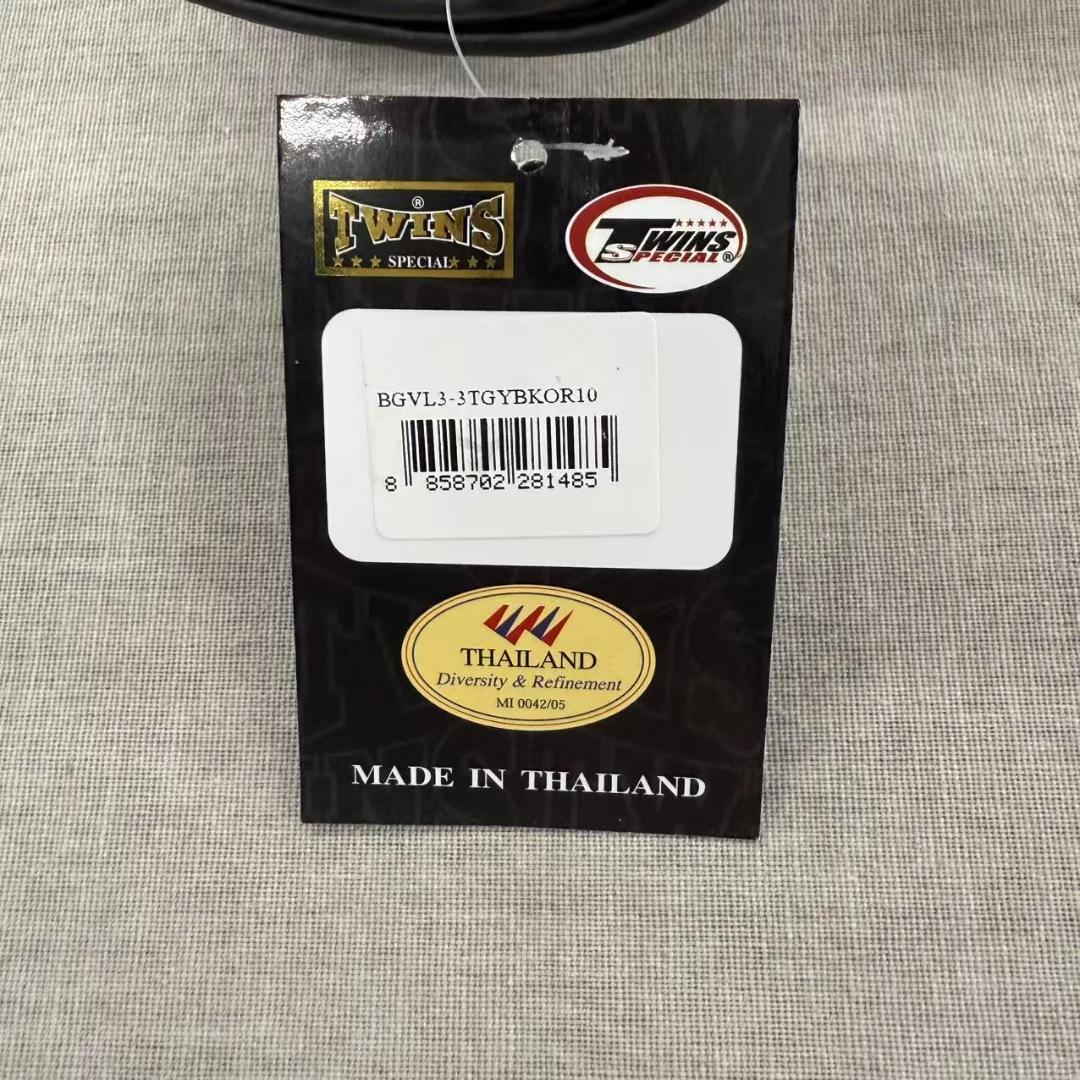 TWINS®
SPECIAL
TWINS
SPECIAL®
BGVL3-3TGYBKOR10
8 858702 281485
THAILAND
Diversity & Refinement
MI 0042/05
MADE IN THAILAND